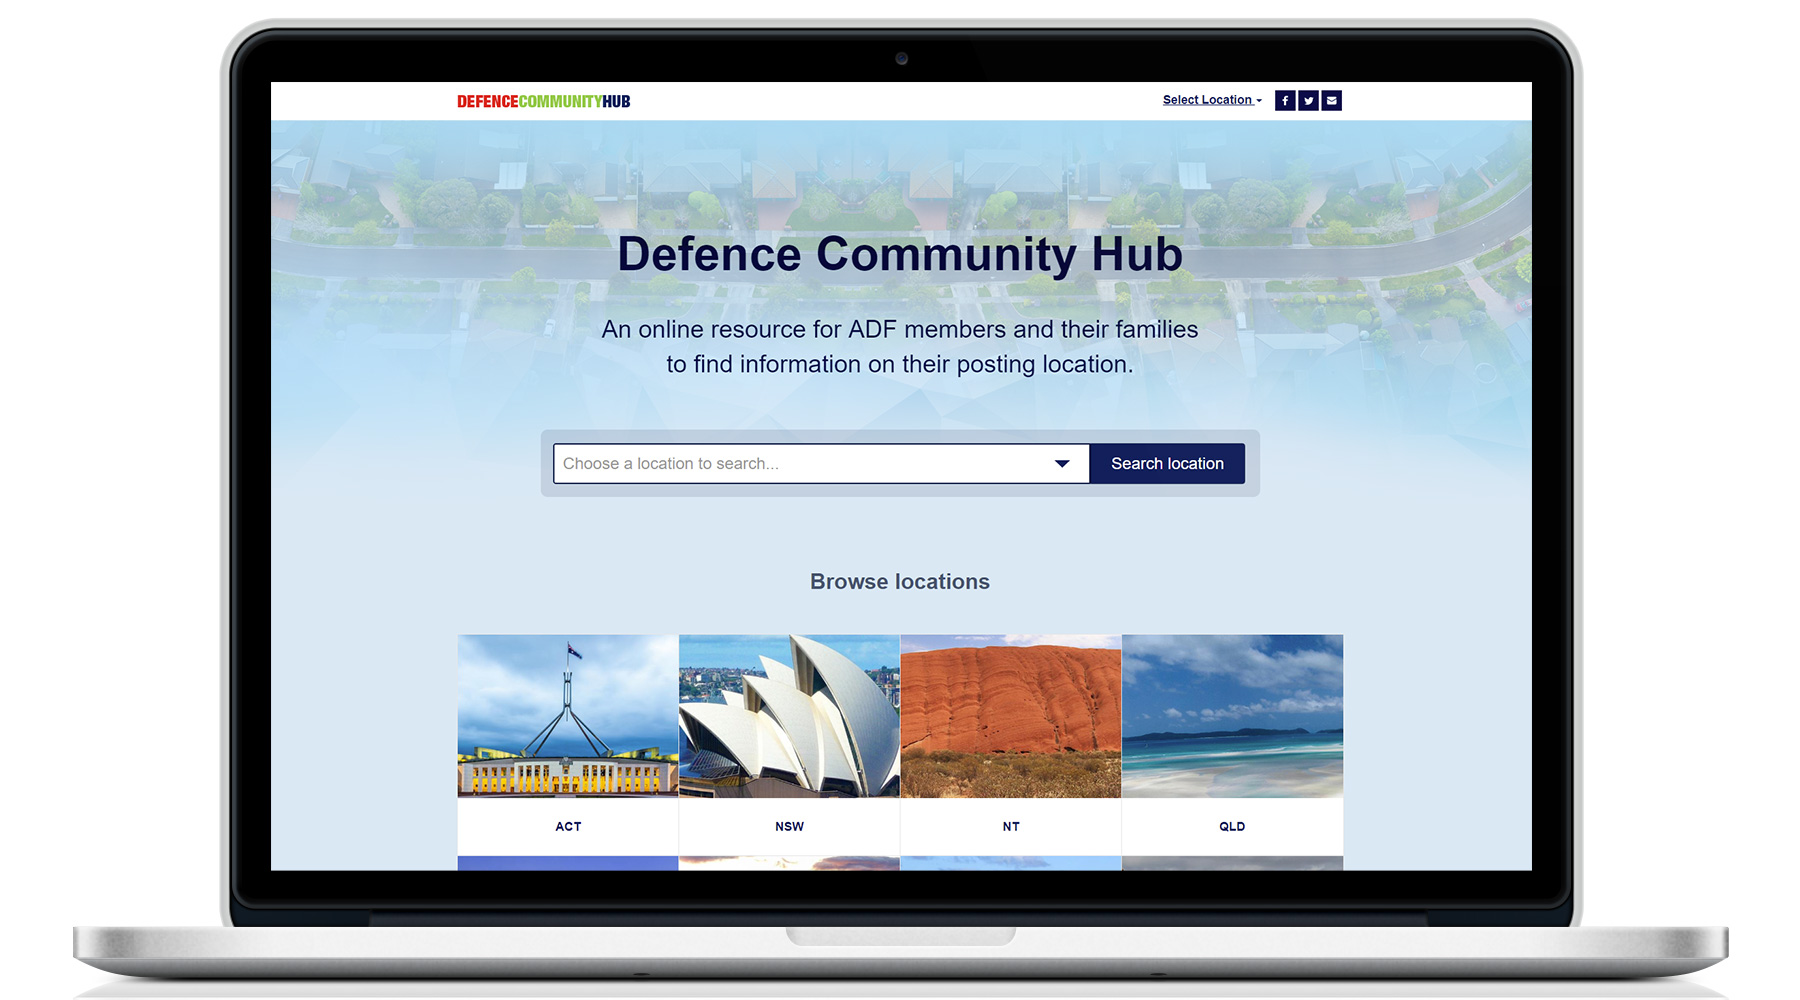 DEFENCECOMMUNITYHUB
Select Location
Defence Community Hub
An online resource for ADF members and their families
to find information on their posting location.
Choose a location to search...
Search location
Browse locations
ACT
NSW
NT
QLD